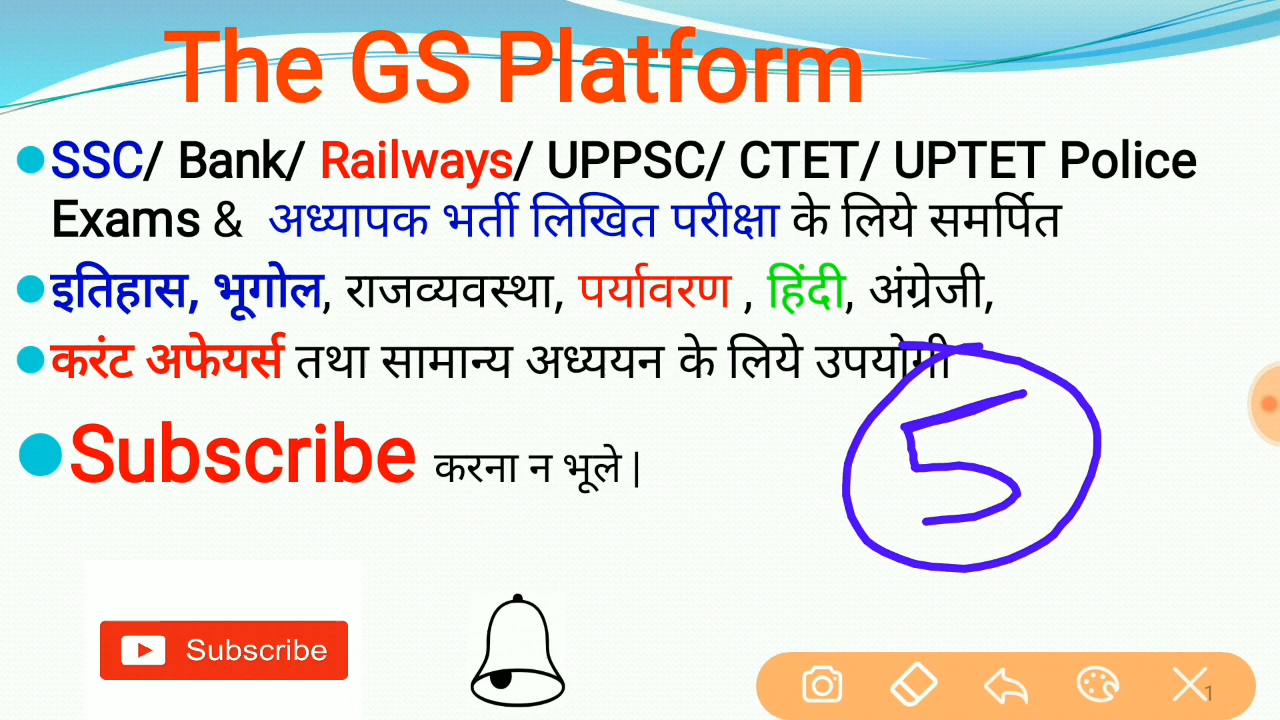 The GS Platform
SSC/ Bank/ Railways/ UPPSC/ CTET/ UPTET Police
Exams & अध्यापक भर्ती लिखित परीक्षा के लिये समर्पित
इतिहास, भूगोल, राजव्यवस्था, पर्यावरण , हिंदी, अंग्रेजी,
करंट अफेयर्स तथा सामान्य अध्ययन के लिये उपयोगी
5
Subscribe करना न भूले |
Subscribe
1